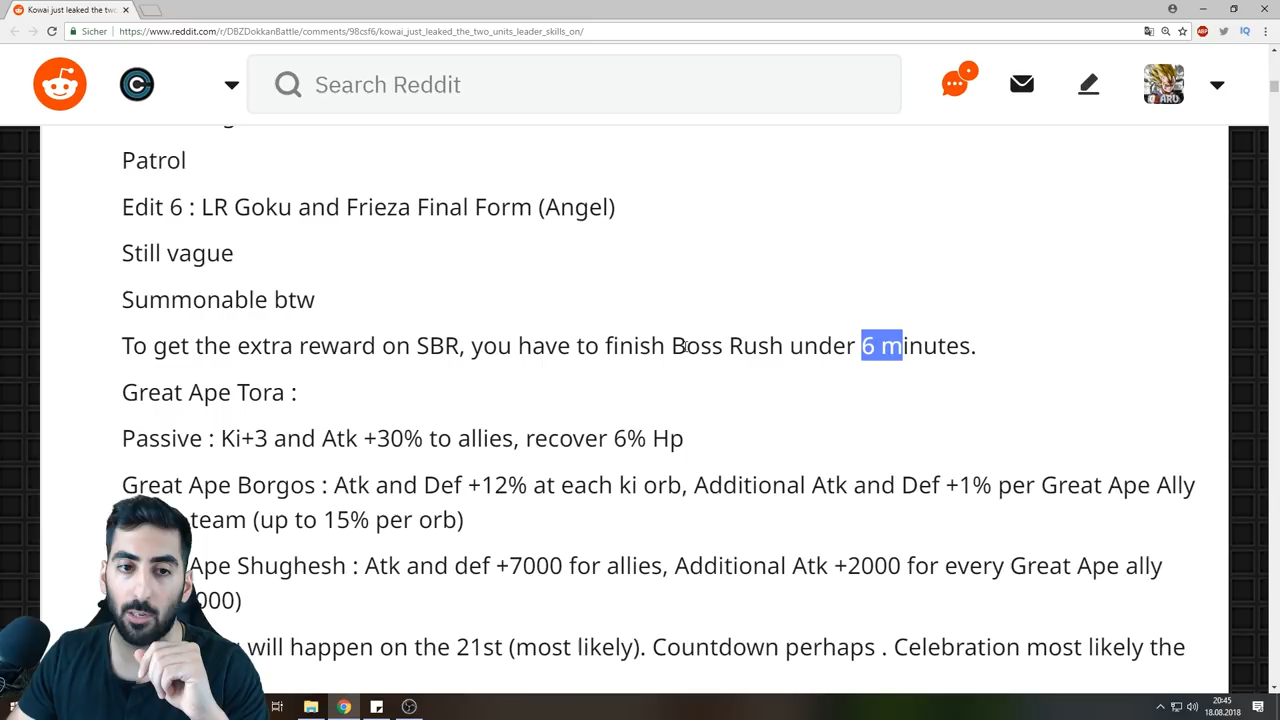 Kowai just leaked the two
Sicher
https://www.reddit.com/r/DBZDokkanBattle/comments/98csf6/kowai_just_leaked_the_two_units_leader_skills_on/
Search Reddit
Patrol
Edit 6 : LR Goku and Frieza Final Form (Angel)
Still vague
Summonable btw
To get the extra reward on SBR, you have to finish Boss Rush under 6 minutes.
Great Ape Tora :
Passive : Ki+3 and Atk +30% to allies, recover 6% Hp
Great Ape Borgos : Atk and Def +12% at each ki orb, Additional Atk and Def +1% per Great Ape Ally
team (up to 15% per orb)
Ape Shughesh : Atk and def +7000 for allies, Additional Atk +2000 for every Great Ape ally
000)
will happen on the 21st (most likely). Countdown perhaps . Celebration most likely the
20:45
18.08.2018